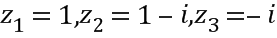 z₁ = 1,z₂ = 1 – i,z₃ =– i